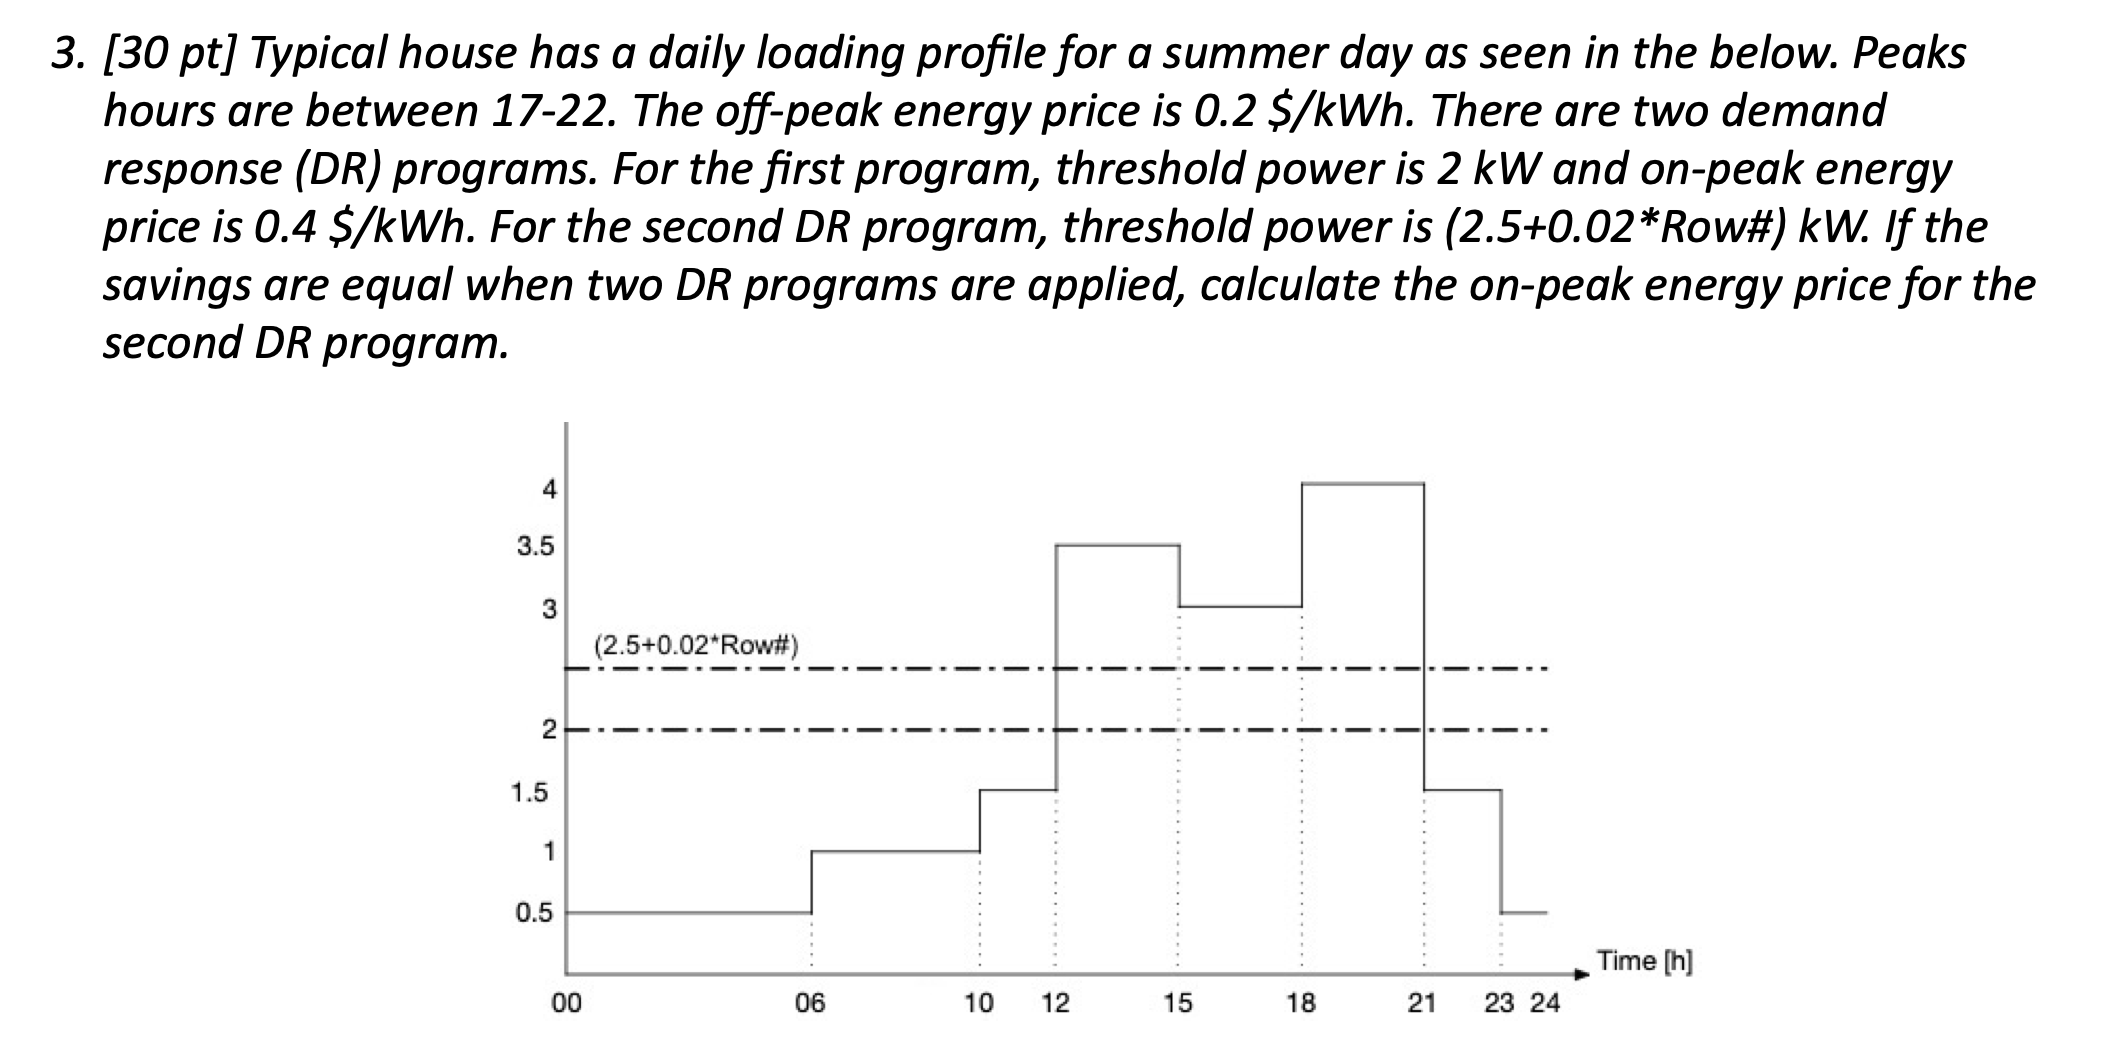 3. [30 pt] Typical house has a daily loading profile for a summer day as seen in the below. Peaks
hours are between 17-22. The off-peak energy price is 0.2 $/kWh. There are two demand
response (DR) programs. For the first program, threshold power is 2 kW and on-peak energy
price is 0.4 $/kWh. For the second DR program, threshold power is (2.5+0.02*Row#) kW. If the
savings are equal when two DR programs are applied, calculate the on-peak energy price for the
second DR program.
4
3.5
3
(2.5+0.02*Row#)
2
1.5
1
0.5
Time [h]
00 06 10 12 15 18 21 23 24